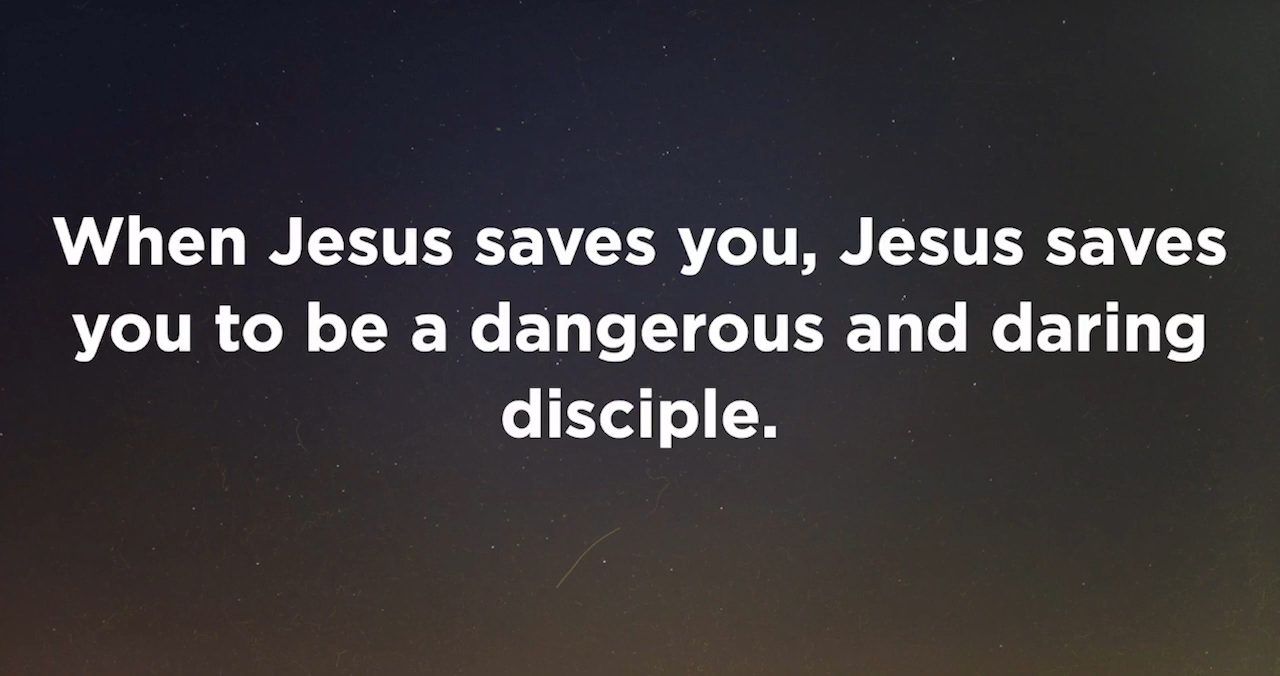 When Jesus saves you, Jesus saves
you to be a dangerous and daring
disciple.